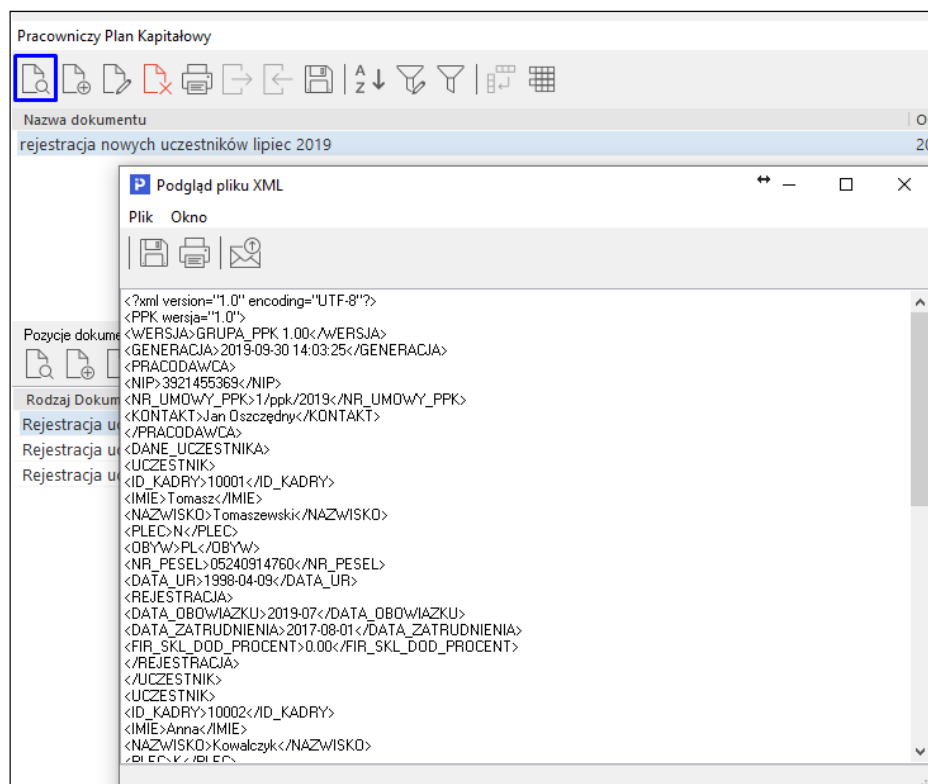 Pracowniczy Plan Kapitałowy
A
Z
Nazwa dokumentu
rejestracja nowych uczestników lipiec 2019
Podgląd pliku XML
Plik Okno
<?xml version="1.0" encoding="UTF-8"?>
<PPK wersja="1.0">
<WERSJA>GRUPA_PPK 1.00</WERSJA>
<GENERACJA>2019-09-30 14:03:25</GENERACJA>
<PRACODAWCA>
<NIP>3921455369</NIP>
<NR_UMOWY_PPK>1/ppk/2019</NR_UMOWY_PPK>
<KONTAKT>Jan Oszczędny</KONTAKT>
</PRACODAWCA>
<DANE_UCZESTNIKA>
<UCZESTNIK>
<ID_KADRY>10001</ID_KADRY>
<IMIE>Tomasz</IMIE>
<NAZWISKO>Tomaszewski</NAZWISKO>
<PLEC>N</PLEC>
<OBYW>PL</OBYW>
<NR_PESEL>05240914760</NR_PESEL>
<DATA_UR>1998-04-09</DATA_UR>
<REJESTRACJA>
<DATA_OBOWIAZKU>2019-07</DATA_OBOWIAZKU>
<DATA_ZATRUDNIENIA>2017-08-01</DATA_ZATRUDNIENIA>
<FIR_SKL_DOD_PROCENT>0.00</FIR_SKL_DOD_PROCENT>
</REJESTRACJA>
</UCZESTNIK>
<UCZESTNIK>
<ID_KADRY>10002</ID_KADRY>
<IMIE>Anna</IMIE>
<NAZWISKO>Kowalczyk</NAZWISKO>
<PLEC>K</PLEC>
Pozycje dokume
Rodzaj Dokum
Rejestracja u
Rejestracja u
Rejestracja u